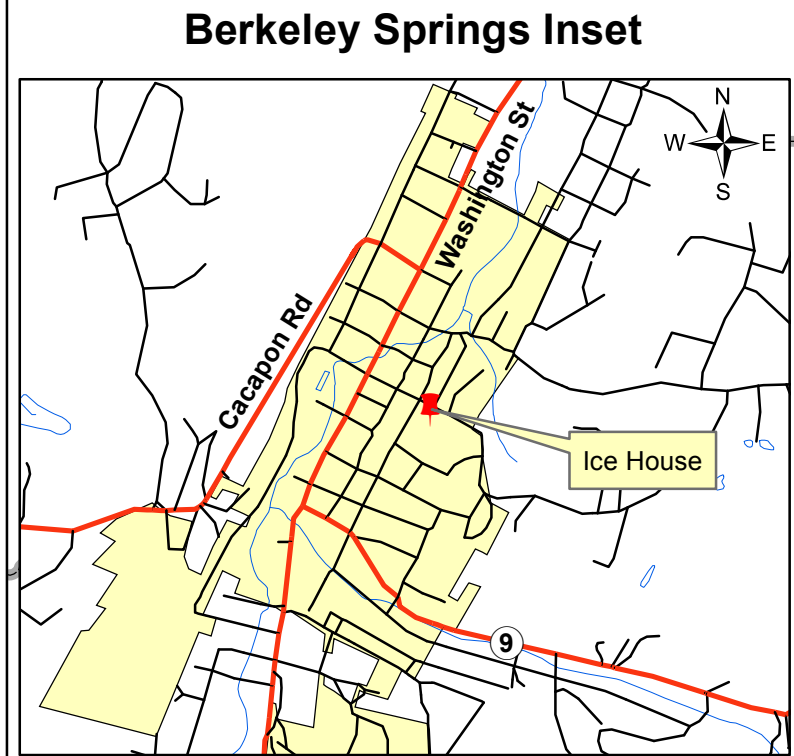 Berkeley Springs Inset
N
W E
S
Washington St
Cacapon Rd
Ice House
9